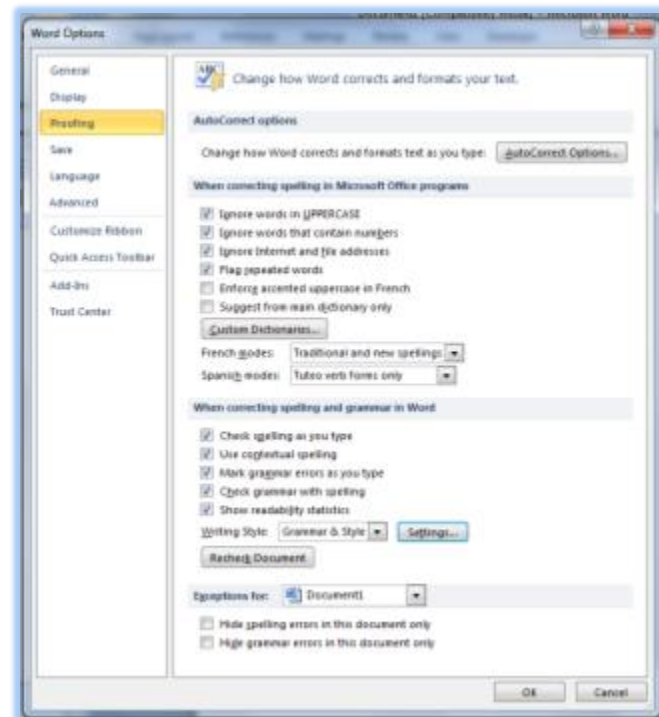 Word Options
General
Display
Proofing
Save
Language
Advanced
Customize Ribbon
Quick Access Toolbar
Add-Ins
Trust Center
ABC
Change how Word corrects and formats your text.
AutoCorrect options
Change how Word corrects and formats text as you type: AutoCorrect Options...
When correcting spelling in Microsoft Office programs
Ignore words in UPPERCASE
Ignore words that contain numbers
Ignore Internet and file addresses
Flag repeated words
Enforce accented uppercase in French
Suggest from main dictionary only
Custom Dictionaries...
French modes: Traditional and new spellings
Spanish modes: Tuteo verb forms only
When correcting spelling and grammar in Word
Check spelling as you type
Use contextual spelling
Mark grammar errors as you type
Check grammar with spelling
Show readability statistics
Writing Style: Grammar & Style Settings...
Recheck Document
Exceptions for: Document1
Hide spelling errors in this document only
Hide grammar errors in this document only
OK Cancel